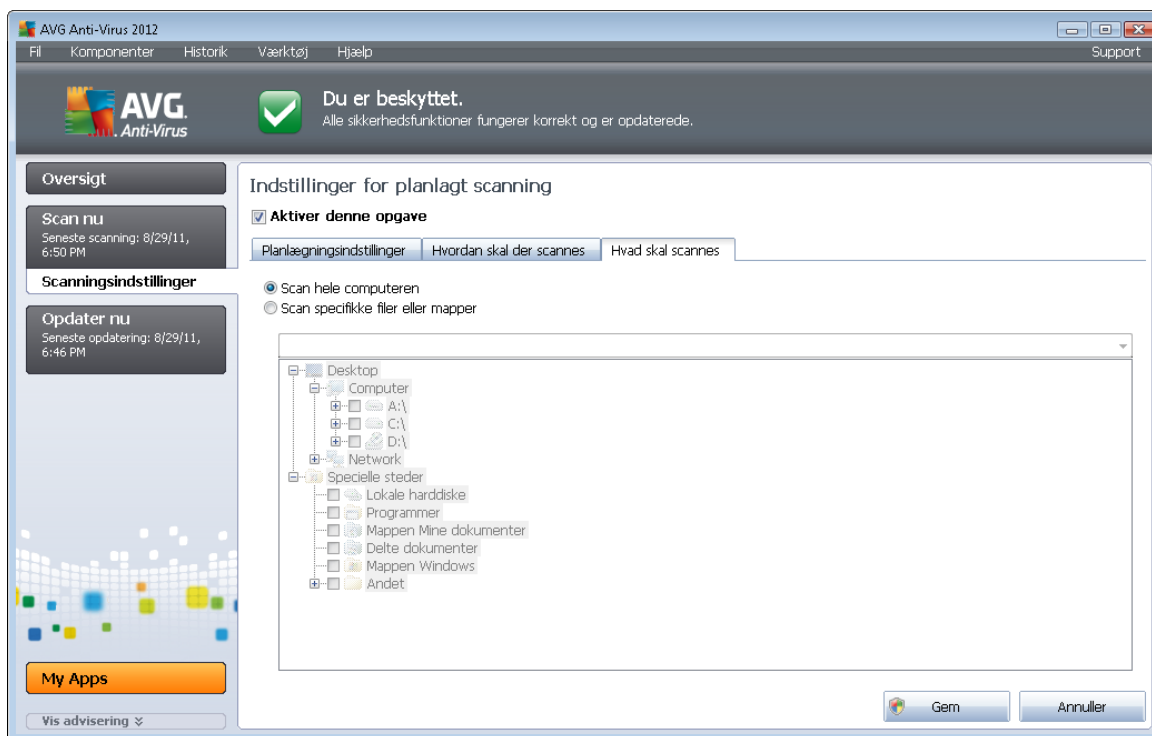 AVG Anti-Virus 2012
Fil Komponenter Historik Værktøj Hjælp Support
AVG.
Anti-Virus
Du er beskyttet.
Alle sikkerhedsfunktioner fungerer korrekt og er opdaterede.
Oversigt
Scan nu
Seneste scanning: 8/29/11,
6:50 PM
Scanningsindstillinger
Opdater nu
Seneste opdatering: 8/29/11,
6:46 PM
My Apps
Vis advisering
Indstillinger for planlagt scanning
Aktiver denne opgave
Planlægningsindstillinger Hvordan skal der scannes Hvad skal scannes
Scan hele computeren
Scan specifikke filer eller mapper
Desktop
Computer
A:\
C:\
D:\
Network
Specielle steder
Lokale harddiske
Programmer
Mappen Mine dokumenter
Delte dokumenter
Mappen Windows
Andet
Gem Annuller